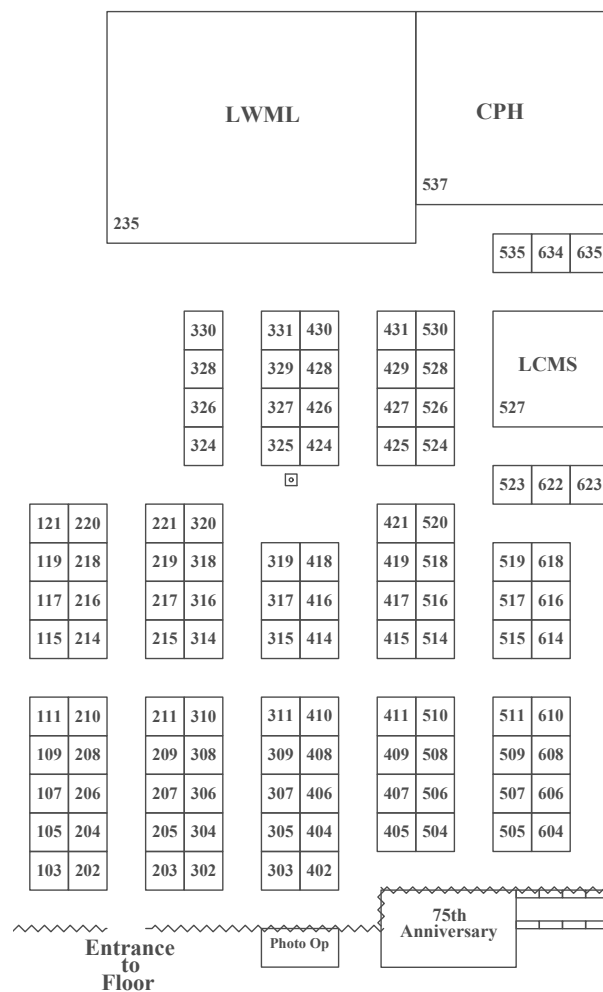 LWML
CPH
537
235
535 634 635
330 331 430 431 530
328 329 428 429 528
LCMS
326 327 426 427 526
527
324 325 424 425 524
523 622 623
121 220 221 320 421 520
119 218 219 318 319 418 419 518 519 618
117 216 217 316 317 416 417 516 517 616
115 214 215 314 315 414 415 514 515 614
111 210 211 310 311 410 411 510 511 610
109 208 209 308 309 408 409 508 509 608
107 206 207 306 307 406 407 506 507 606
105 204 205 304 305 404 405 504 505 604
103 202 203 302 303 402
75th
Anniversary
Photo Op
Entrance
to
Floor